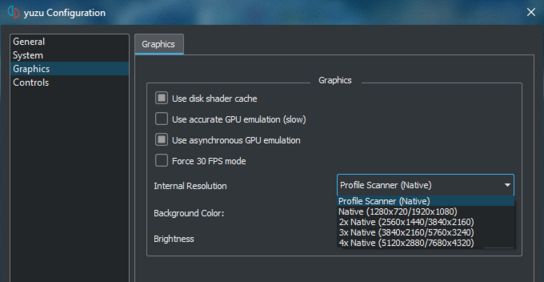 yuzu Configuration
General
System
Graphics
Controls
Graphics
Graphics
Use disk shader cache
Use accurate GPU emulation (slow)
Use asynchronous GPU emulation
Force 30 FPS mode
Internal Resolution
Profile Scanner (Native)
Profile Scanner (Native)
Native (1280x720/1920x1080)
2x Native (2560x1440/3840x2160)
3x Native (3840x2160/5760x3240)
4x Native (5120x2880/7680x4320)
Background Color:
Brightness